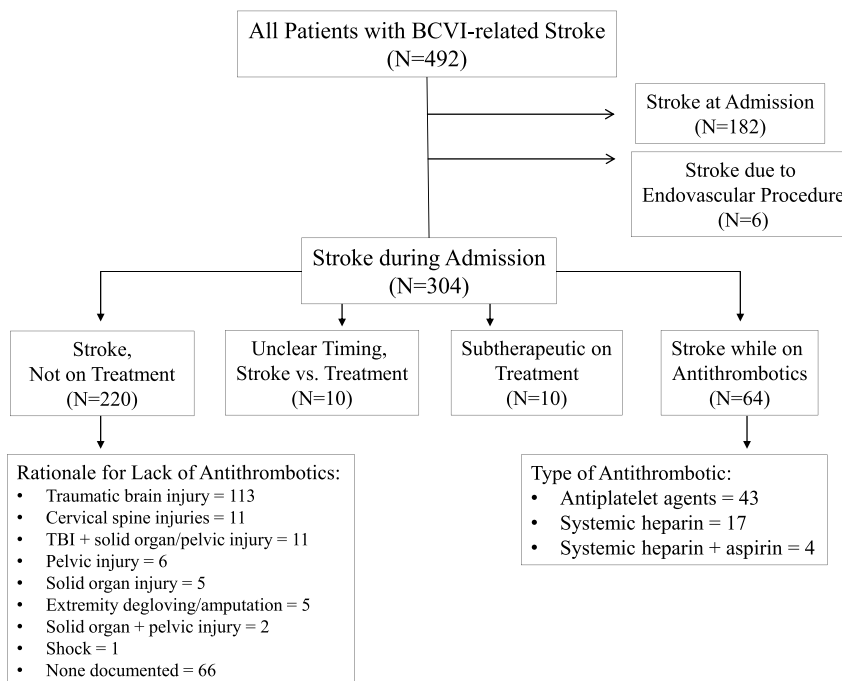 All Patients with BCVI-related Stroke
(N=492)
Stroke at Admission
(N=182)
Stroke due to
Endovascular Procedure
(N=6)
Stroke during Admission
(N=304)
Stroke,
Not on Treatment
(N=220)
Unclear Timing,
Stroke vs. Treatment
(N=10)
Subtherapeutic on
Treatment
(N=10)
Stroke while on
Antithrombotics
(N=64)
Rationale for Lack of Antithrombotics:
• Traumatic brain injury = 113
• Cervical spine injuries = 11
• TBI + solid organ/pelvic injury = 11
• Pelvic injury = 6
• Solid organ injury = 5
• Extremity degloving/amputation = 5
• Solid organ + pelvic injury = 2
• Shock = 1
• None documented = 66
Type of Antithrombotic:
• Antiplatelet agents = 43
• Systemic heparin = 17
• Systemic heparin + aspirin = 4